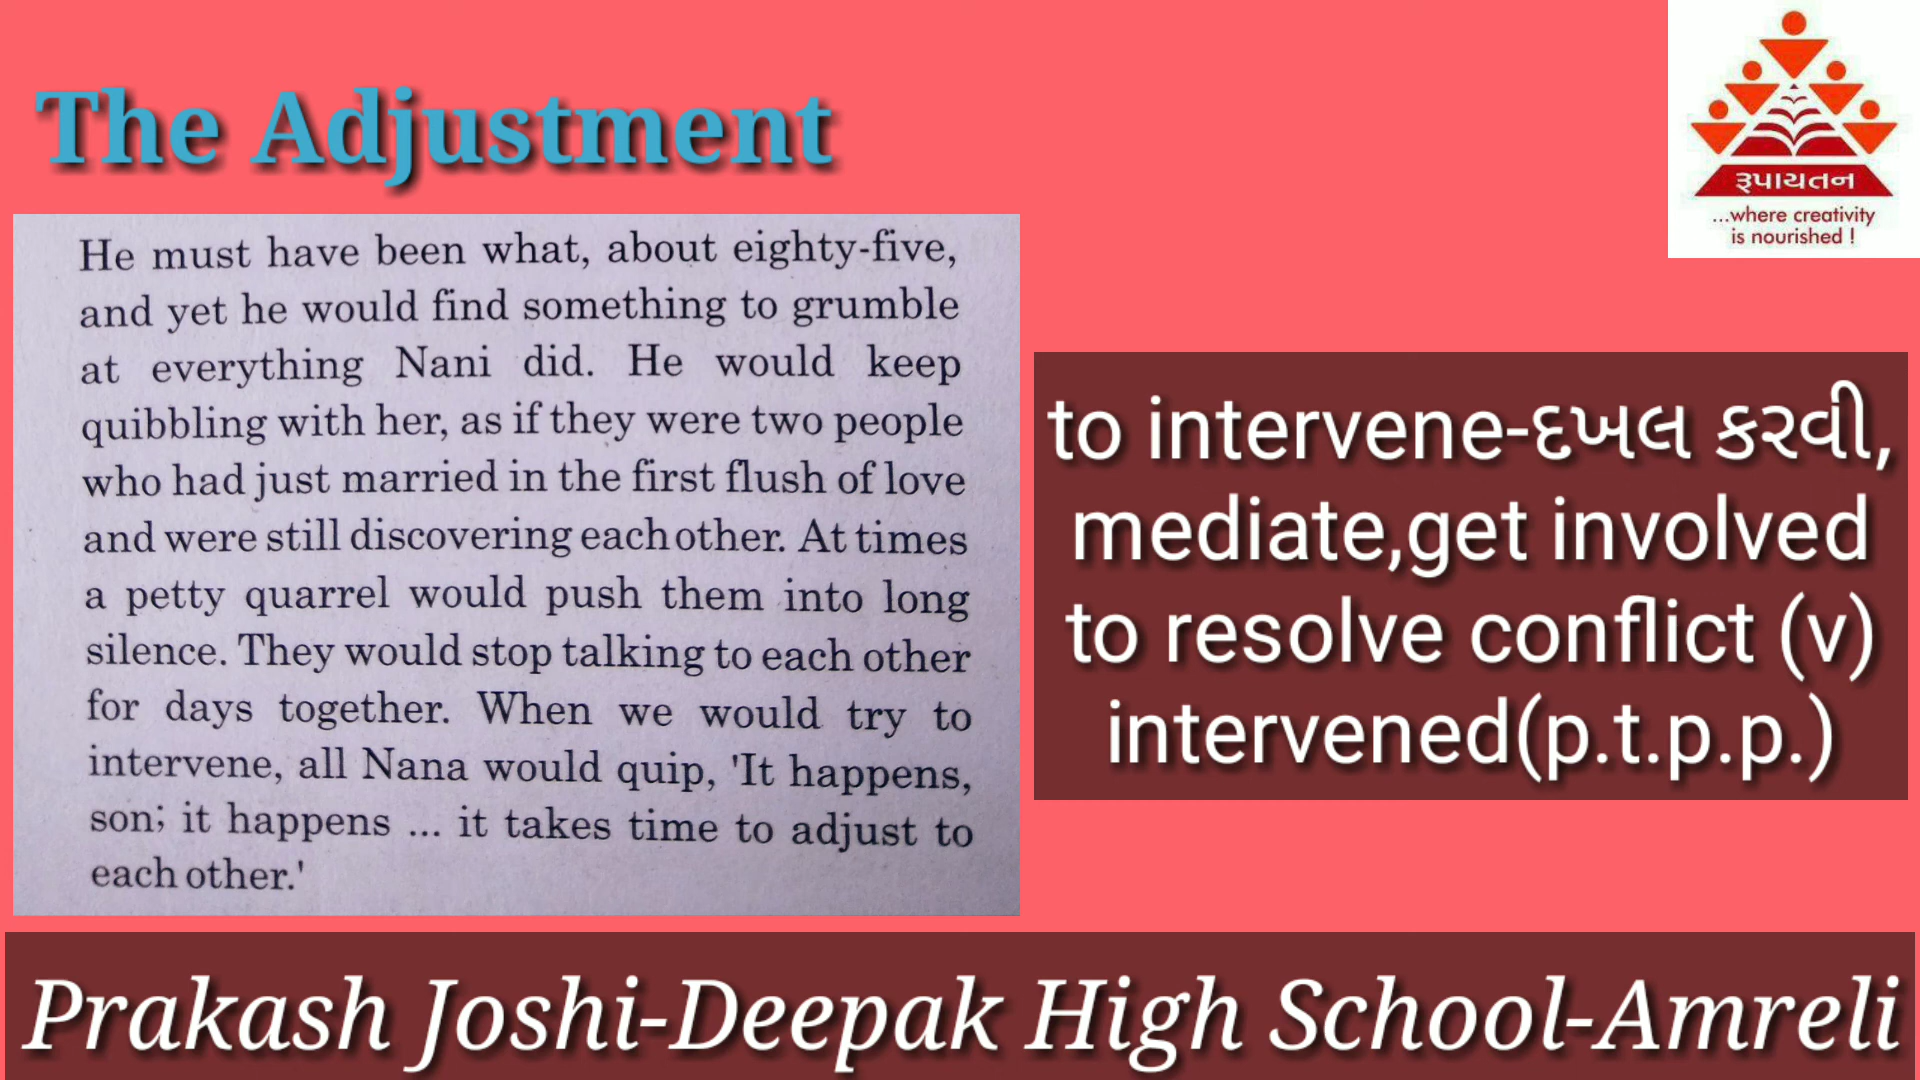 The Adjustment
રૂપાયતન
...where creativity
is nourished !
He must have been what, about eighty-five,
and yet he would find something to grumble
at everything Nani did. He would keep
quibbling with her, as if they were two people
who had just married in the first flush of love
and were still discovering each other. At times
a petty quarrel would push them into long
silence. They would stop talking to each other
for days together. When we would try to
intervene, all Nana would quip, 'It happens,
son; it happens ... it takes time to adjust to
each other.'
to intervene-દખલ કરવી,
mediate,get involved
to resolve conflict (v)
intervened(p.t.p.p.)
Prakash Joshi-Deepak High School-Amreli